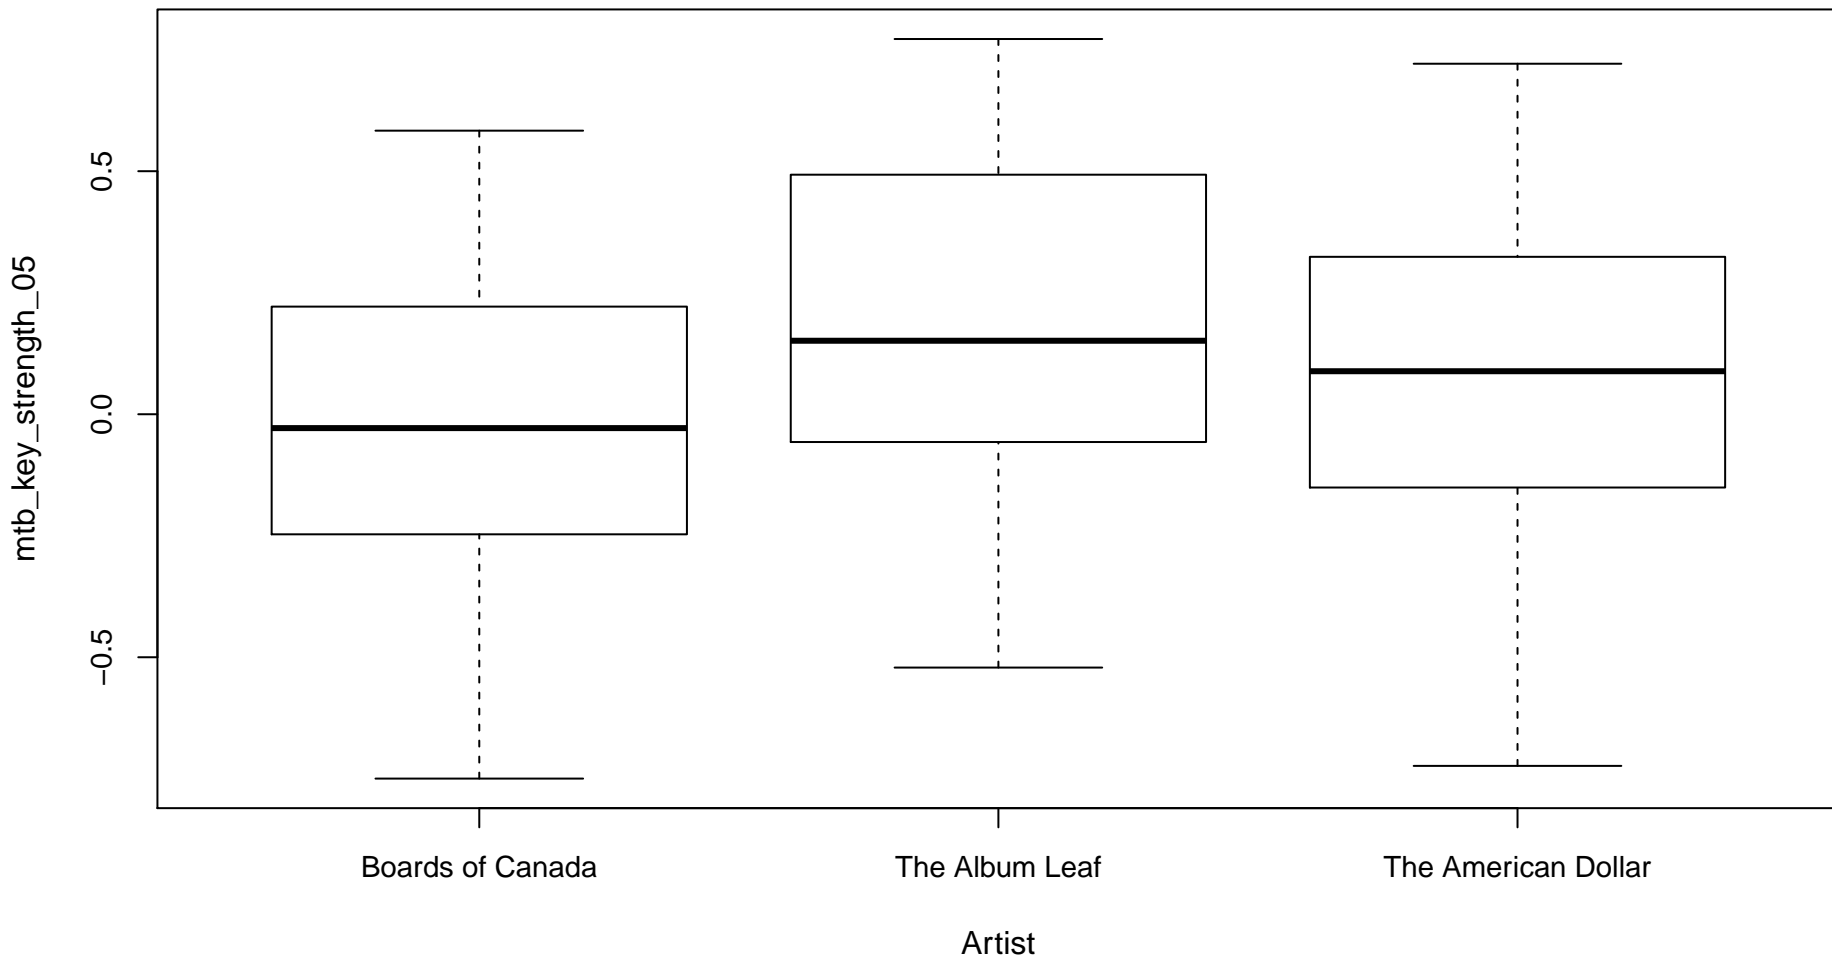 mtb_key_strength_05
0.5
0.0
−0.5
Boards of Canada
The Album Leaf
The American Dollar
Artist